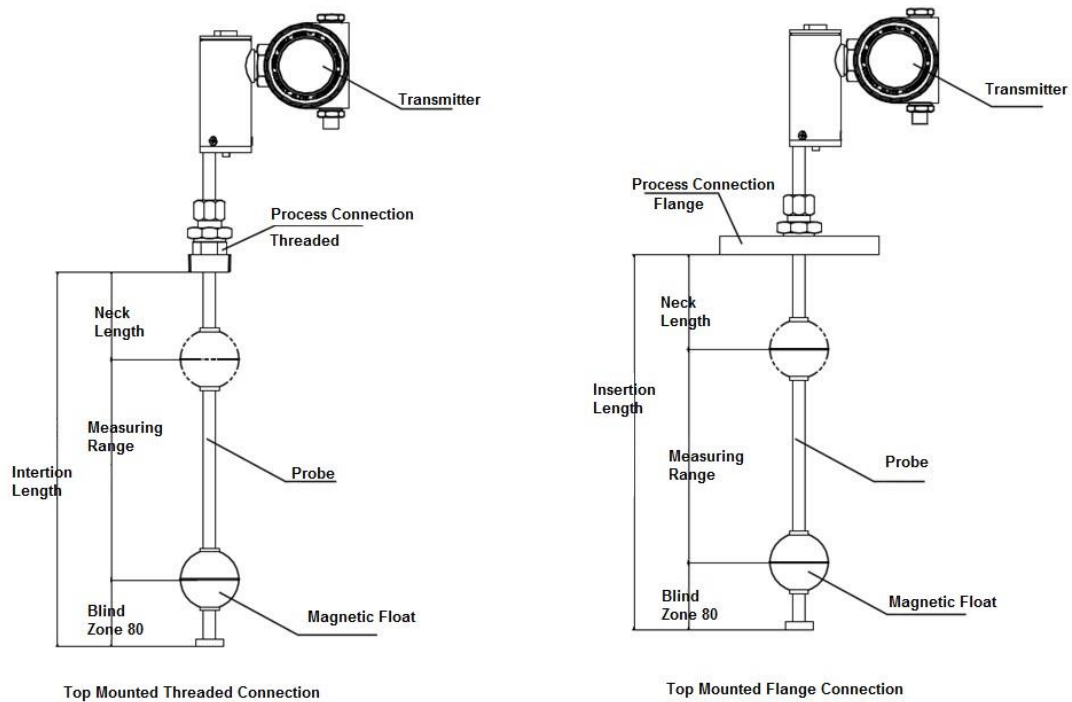 Transmitter
Process Connection
Threaded
Neck
Length
Measuring
Range
Intertion
Length
Probe
Blind
Zone 80
Magnetic Float
Top Mounted Threaded Connection
Transmitter
Process Connection
Flange
Neck
Length
Insertion
Length
Measuring
Range
Probe
Blind
Zone 80
Magnetic Float
Top Mounted Flange Connection